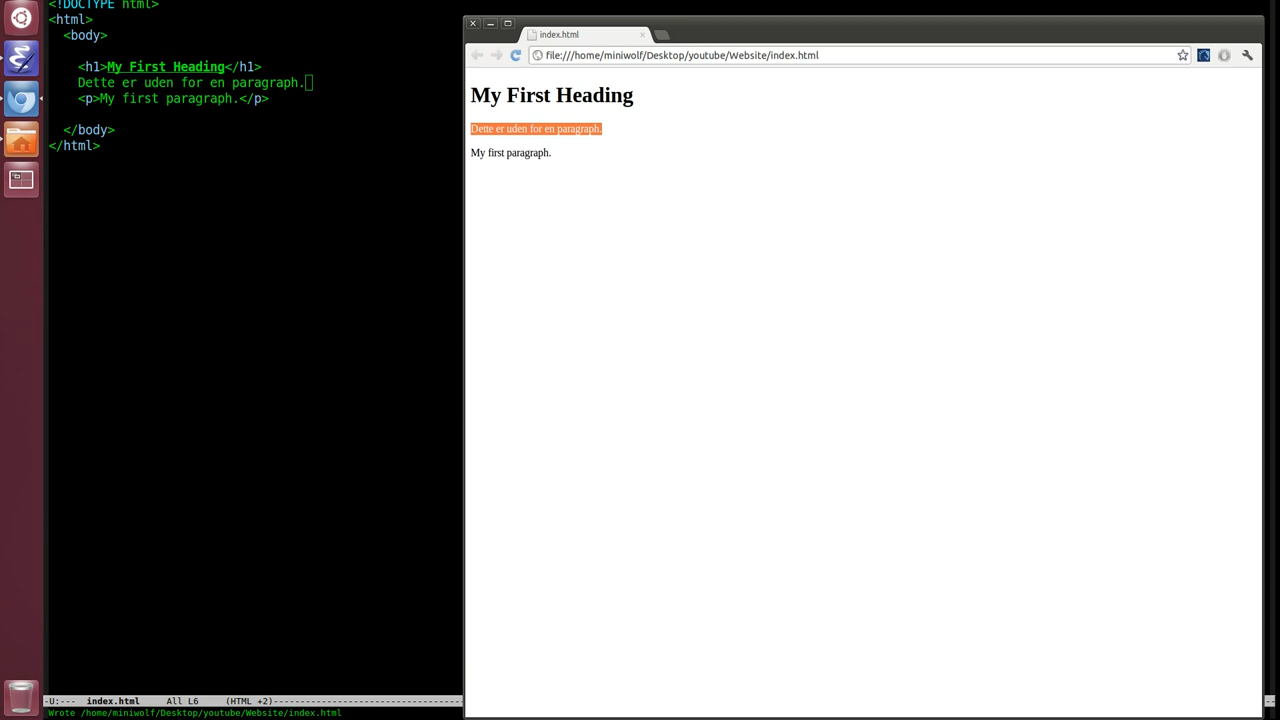 <!DOCTYPE html>
<html>
<body>
<h1>My First Heading</h1>
Dette er uden for en paragraph.
<p>My first paragraph.</p>
</body>
</html>
-U:--- index.html All L6 (HTML +2)
Wrote /home/miniwolf/Desktop/youtube/Website/index.html
index.html
file:///home/miniwolf/Desktop/youtube/Website/index.html
My First Heading
Dette er uden for en paragraph.
My first paragraph.